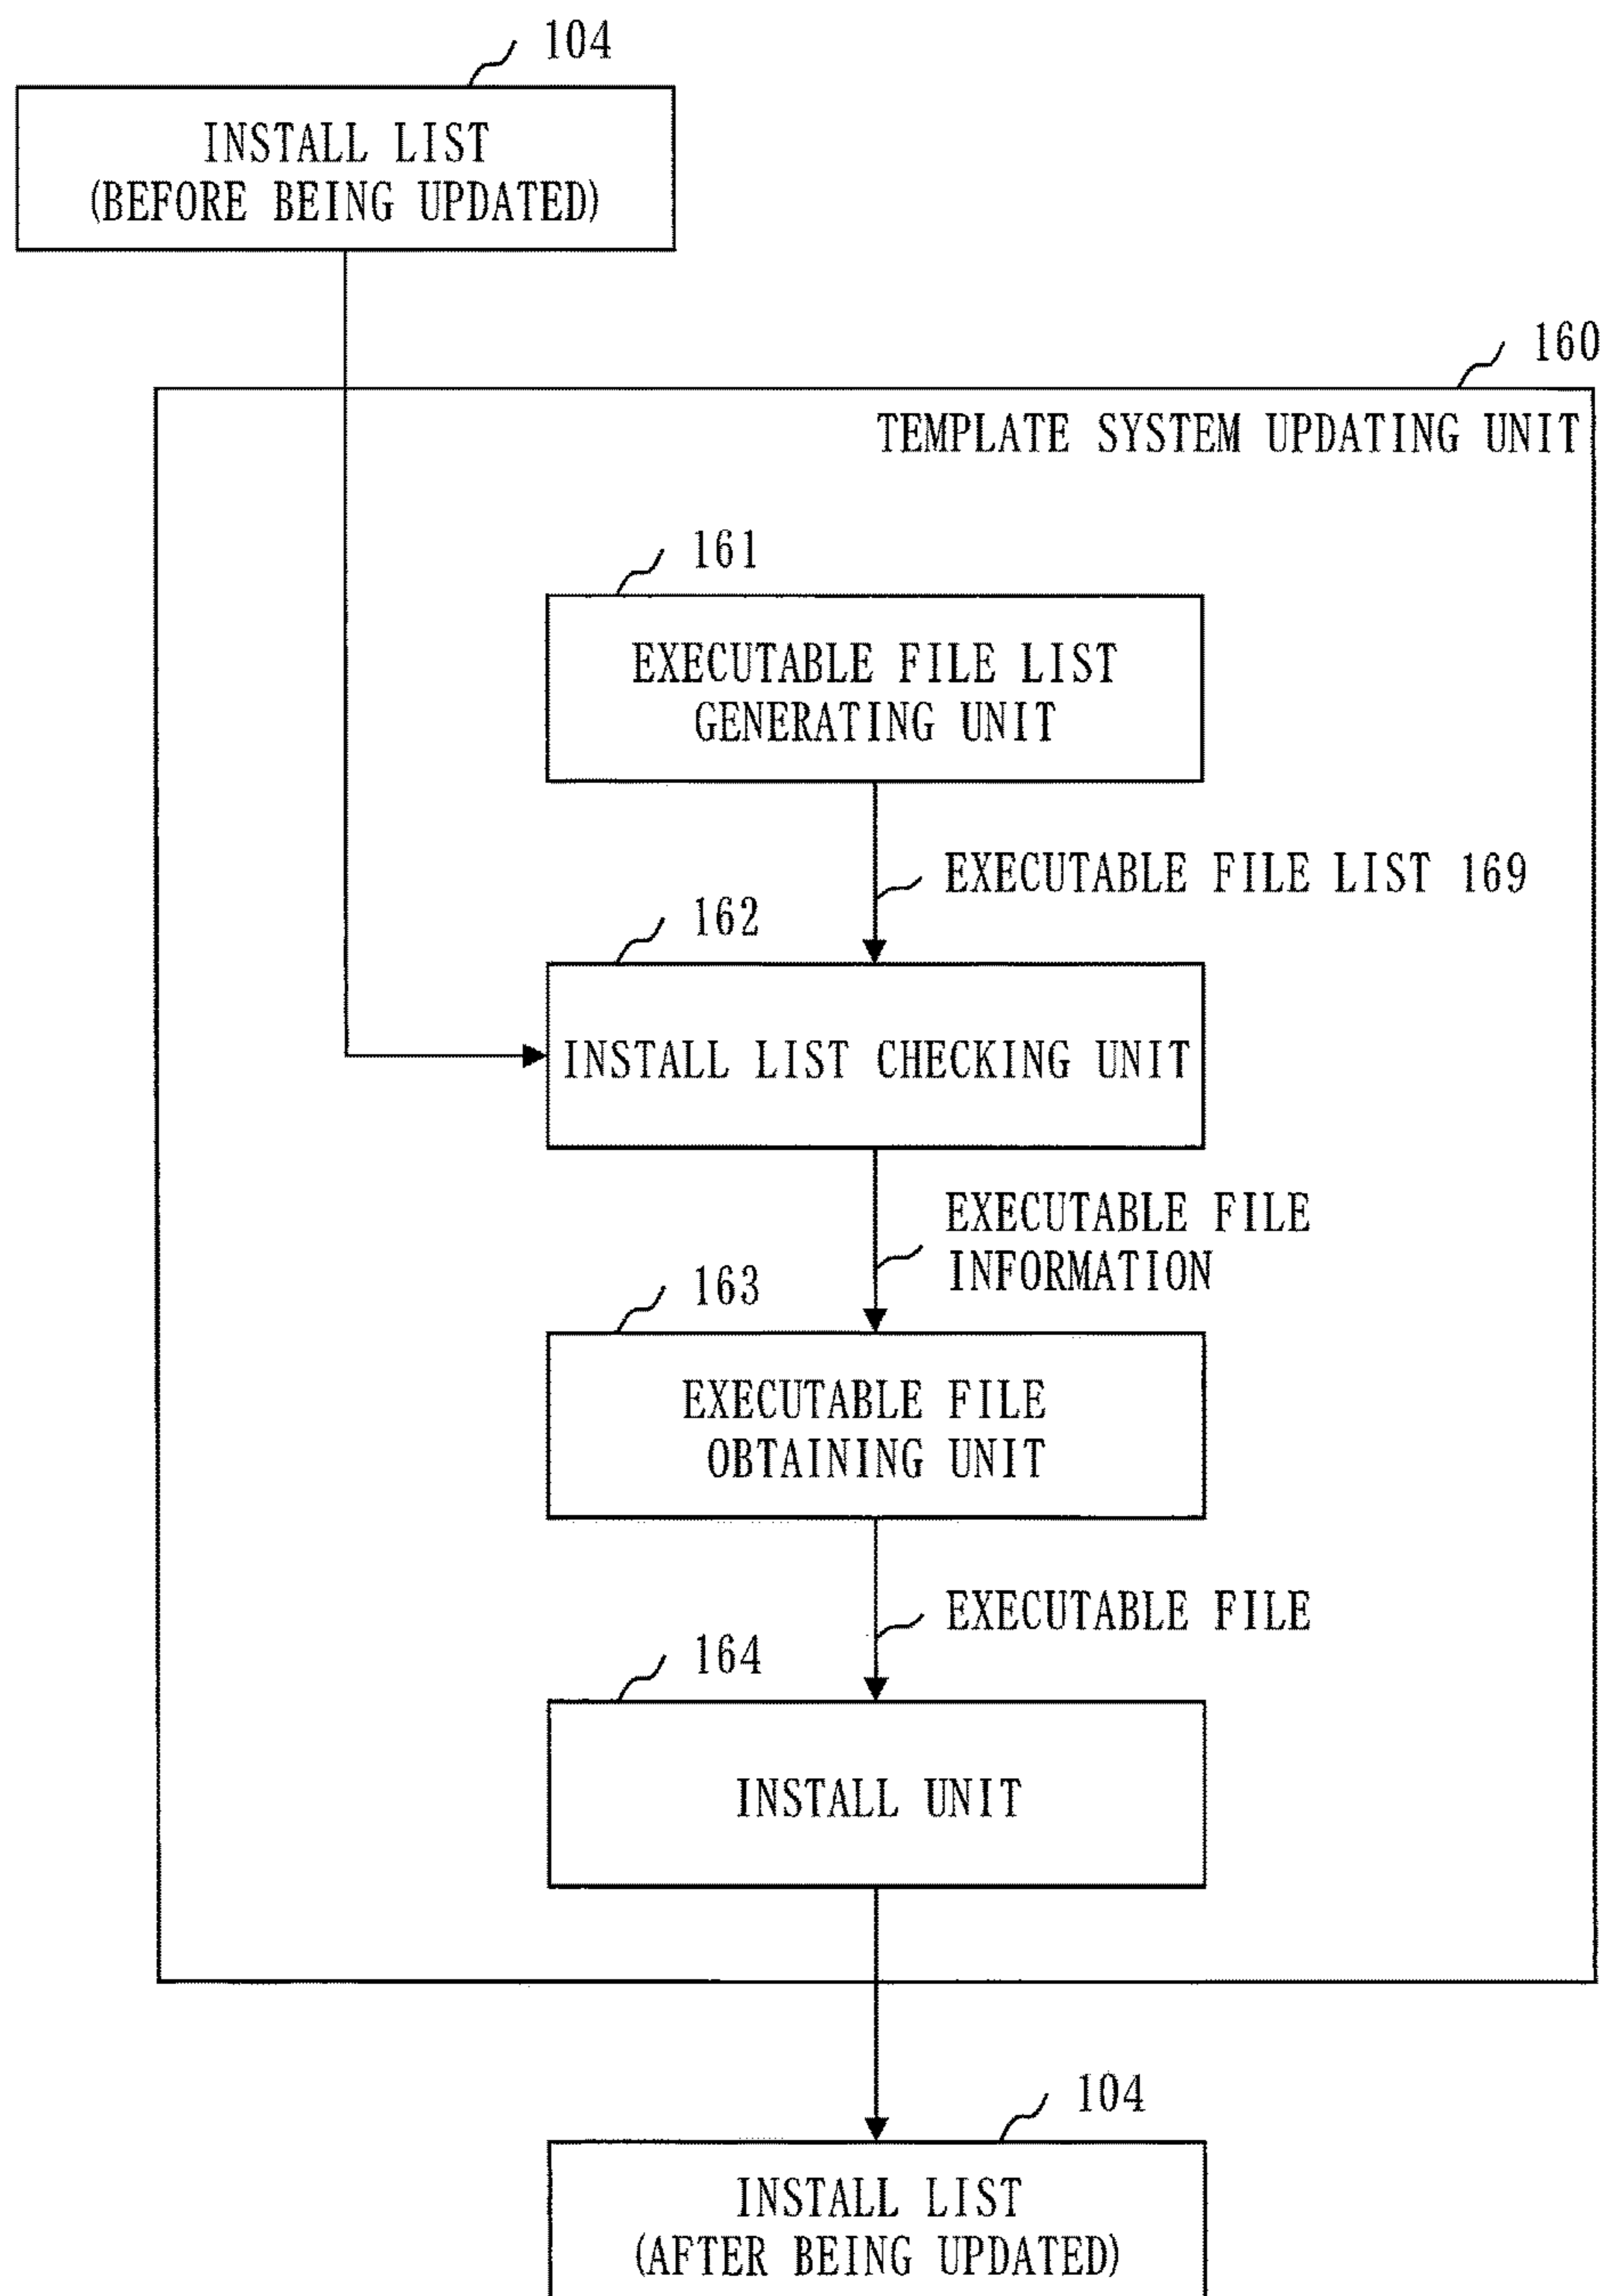 104
INSTALL LIST
(BEFORE BEING UPDATED)
160
TEMPLATE SYSTEM UPDATING UNIT
161
EXECUTABLE FILE LIST
GENERATING UNIT
EXECUTABLE FILE LIST 169
162
INSTALL LIST CHECKING UNIT
EXECUTABLE FILE
INFORMATION
163
EXECUTABLE FILE
OBTAINING UNIT
EXECUTABLE FILE
164
INSTALL UNIT
104
INSTALL LIST
(AFTER BEING UPDATED)